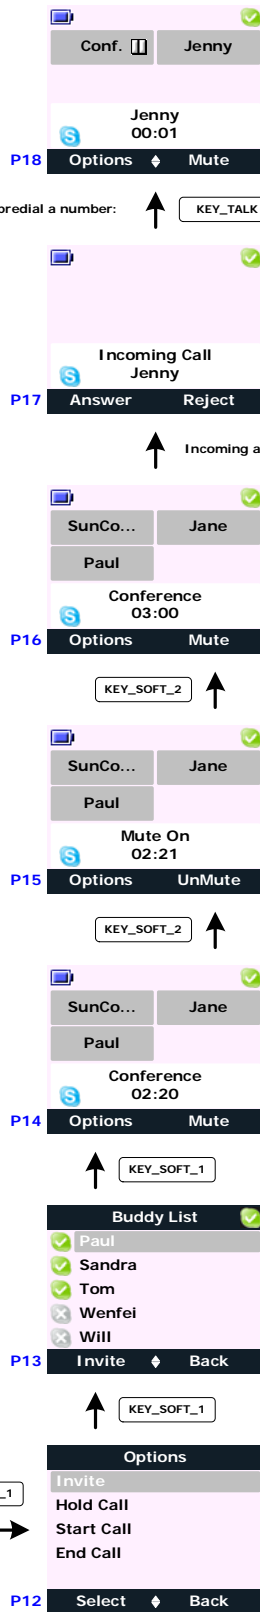 Conf. Jenny
Jenny
00:01
P18 Options Mute
predial a number: KEY_TALK
Incoming Call
Jenny
P17 Answer Reject
Incoming a
SunCo... Jane
Paul
Conference
03:00
P16 Options Mute
KEY_SOFT_2
SunCo... Jane
Paul
Mute On
02:21
P15 Options UnMute
KEY_SOFT_2
SunCo... Jane
Paul
Conference
02:20
P14 Options Mute
KEY_SOFT_1
Buddy List
Paul
Sandra
Tom
Wenfei
Will
P13 Invite Back
KEY_SOFT_1
Options
Invite
_1
Hold Call
Start Call
End Call
P12 Select Back